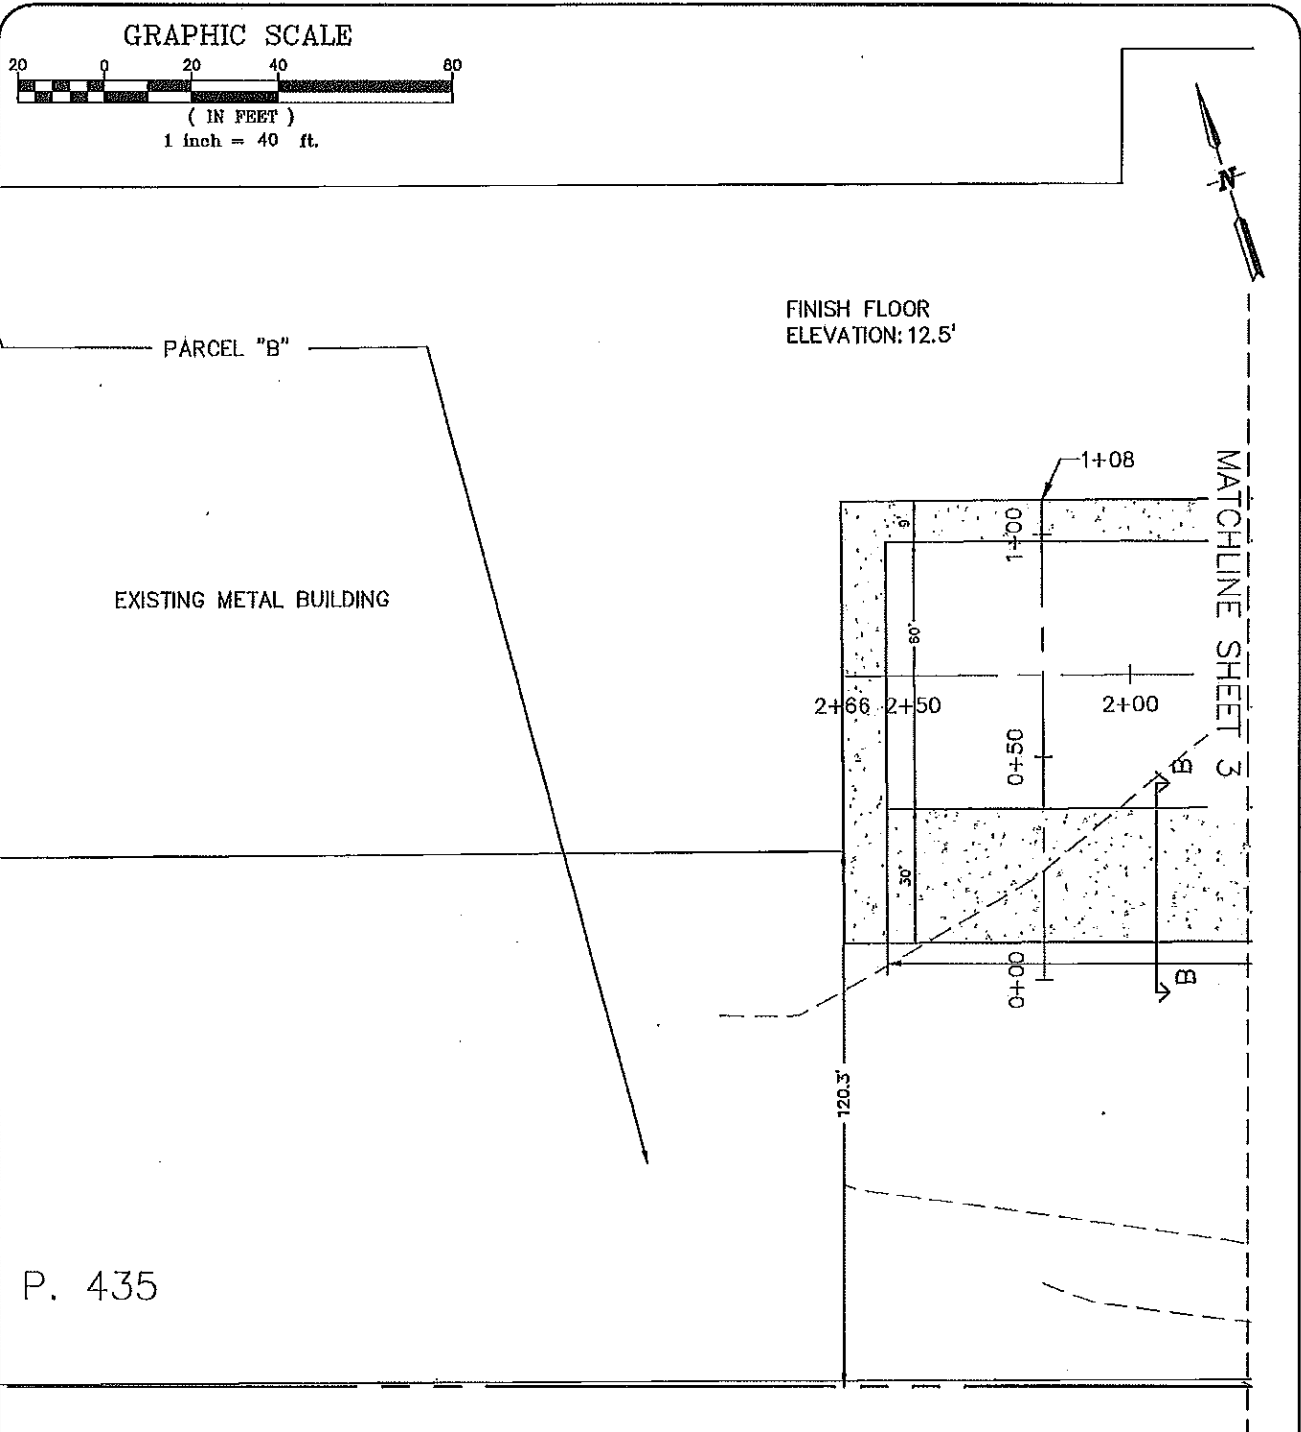 GRAPHIC SCALE
20 0 20 40 80
( IN FEET )
1 inch = 40 ft.
N
FINISH FLOOR
ELEVATION: 12.5'
PARCEL "B"
1+08
MATCHLINE SHEET 3
9'
1+00
EXISTING METAL BUILDING
60'
2+66 2+50 2+00
0+50
B
30'
0+00
B
120.3'
P. 435